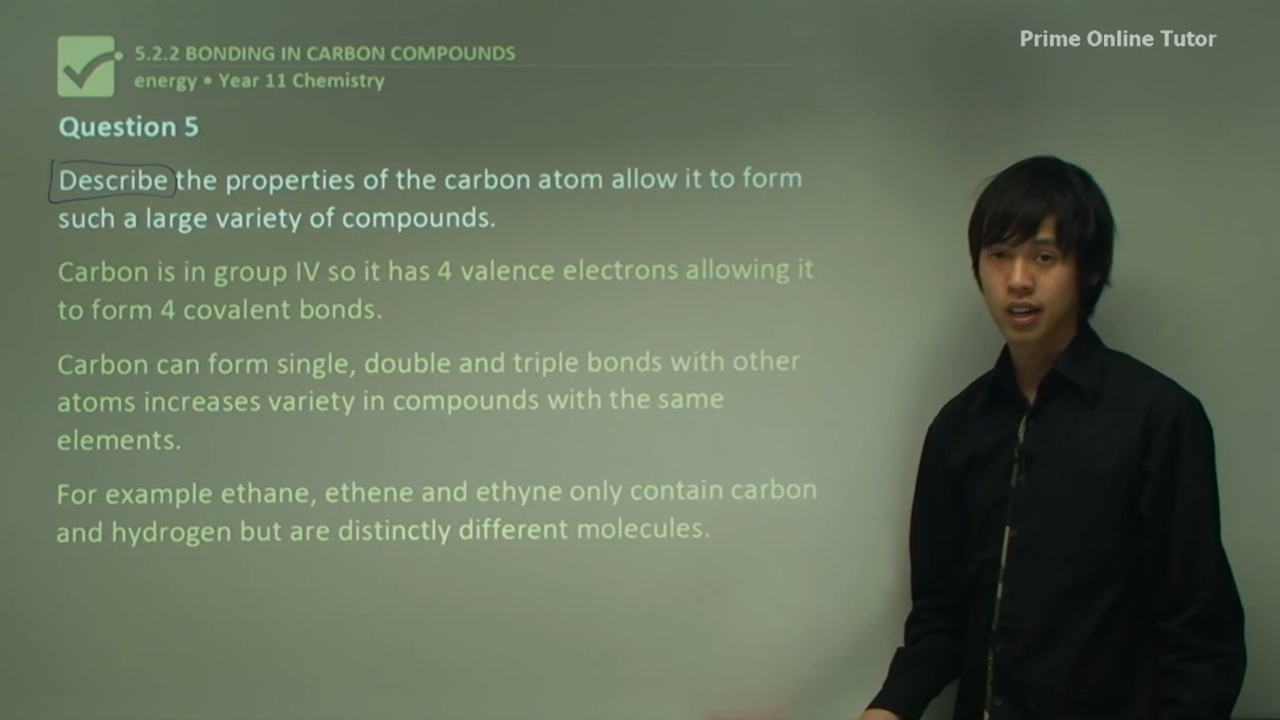 Prime Online Tutor
5.2.2 BONDING IN CARBON COMPOUNDS
energy • Year 11 Chemistry
Question 5
Describe the properties of the carbon atom allow it to form
such a large variety of compounds.
Carbon is in group IV so it has 4 valence electrons allowing it
to form 4 covalent bonds.
Carbon can form single, double and triple bonds with other
atoms increases variety in compounds with the same
elements.
For example ethane, ethene and ethyne only contain carbon
and hydrogen but are distinctly different molecules.